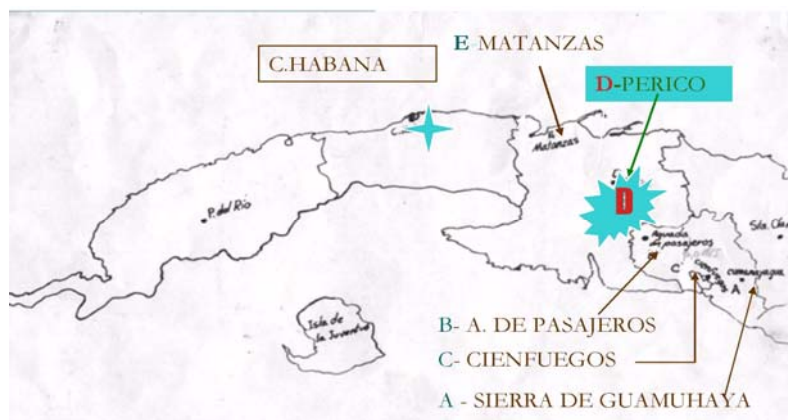 E-MATANZAS
C.HABANA
D-PERICO
Matanzas
D
P. del Río
Sta. Cla
Aguada
de pasajeros
C
cumanayagua
A
Isla de
la Juventud
B- A. DE PASAJEROS
C- CIENFUEGOS
A - SIERRA DE GUAMUHAYA